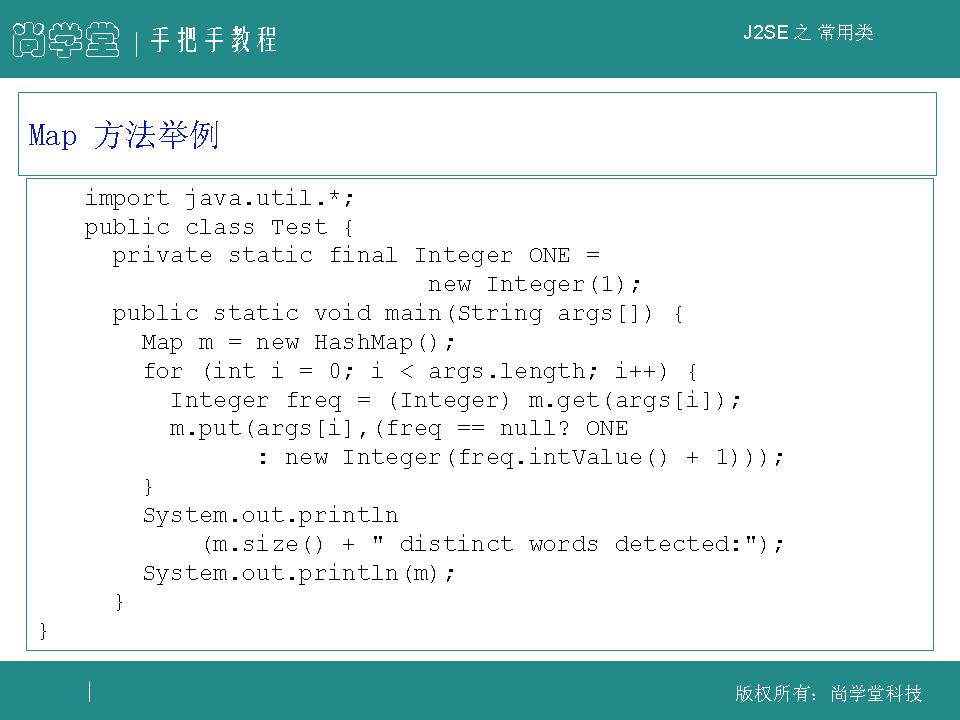 尚学堂 | 手把手教程
J2SE 之 常用类
Map 方法举例
import java.util.*;
public class Test {
private static final Integer ONE =
new Integer(1);
public static void main(String args[]) {
Map m = new HashMap();
for (int i = 0; i < args.length; i++) {
Integer freq = (Integer) m.get(args[i]);
m.put(args[i],(freq == null? ONE
: new Integer(freq.intValue() + 1)));
}
System.out.println
(m.size() + " distinct words detected:");
System.out.println(m);
}
}
版权所有：尚学堂科技